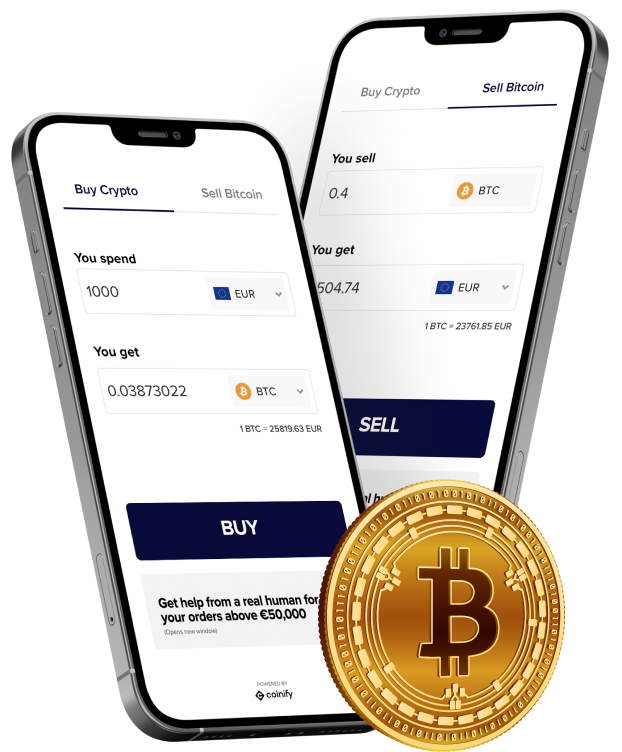 Buy Crypto
Sell Bitcoin
You spend
1000
EUR
You get
0.03873022
BTC
1 BTC = 25819.63 EUR
BUY
Get help from a real human for
your orders above €50,000
(Opens new window)
POWERED BY
coinify
Buy Crypto
Sell Bitcoin
You sell
0.4
BTC
You get
504.74
EUR
1 BTC = 23761.85 EUR
SELL